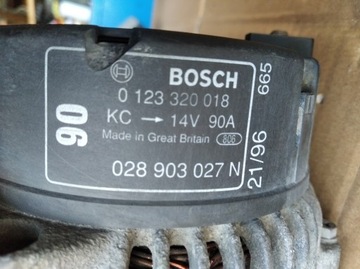 BOSCH
0 123 320 018
KC → 14V 90A
Made in Great Britain 806
028 903 027 N
90
21/96
665